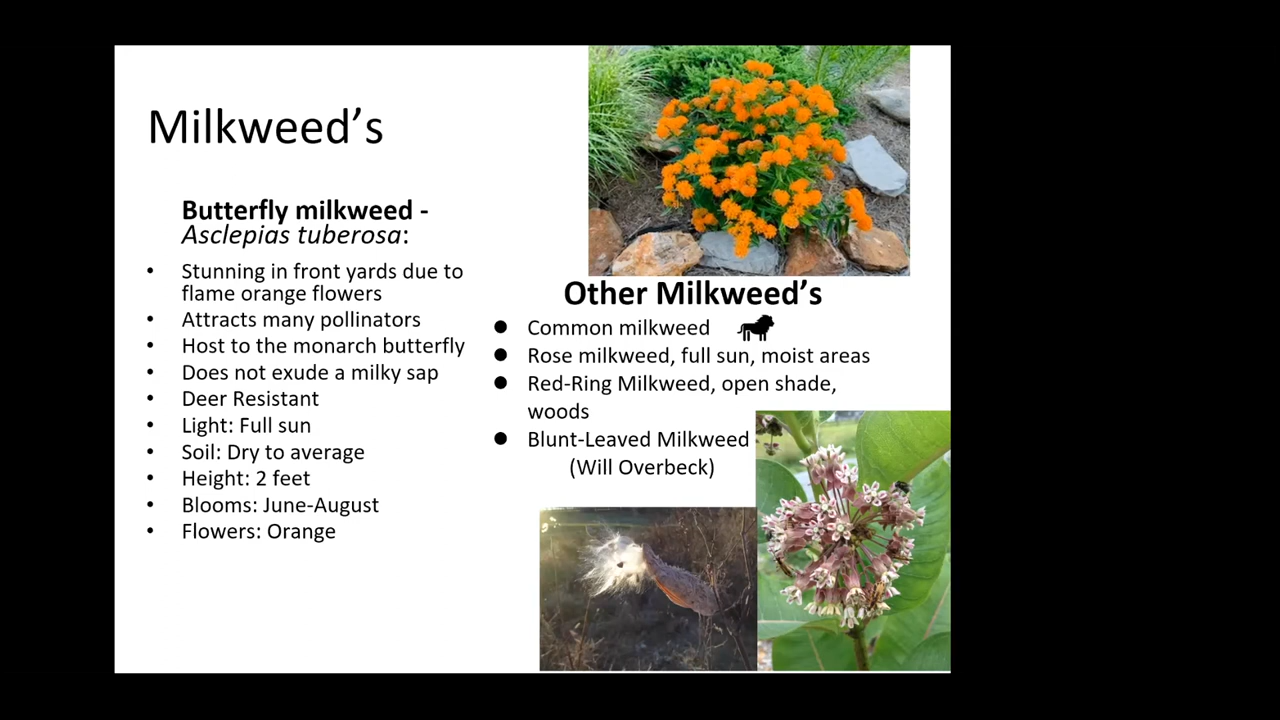 Milkweed's
Butterfly milkweed -
Asclepias tuberosa:
• Stunning in front yards due to
flame orange flowers
• Attracts many pollinators
• Host to the monarch butterfly
• Does not exude a milky sap
• Deer Resistant
• Light: Full sun
• Soil: Dry to average
• Height: 2 feet
• Blooms: June-August
• Flowers: Orange
Other Milkweed's
● Common milkweed
● Rose milkweed, full sun, moist areas
● Red-Ring Milkweed, open shade,
woods
● Blunt-Leaved Milkweed
(Will Overbeck)